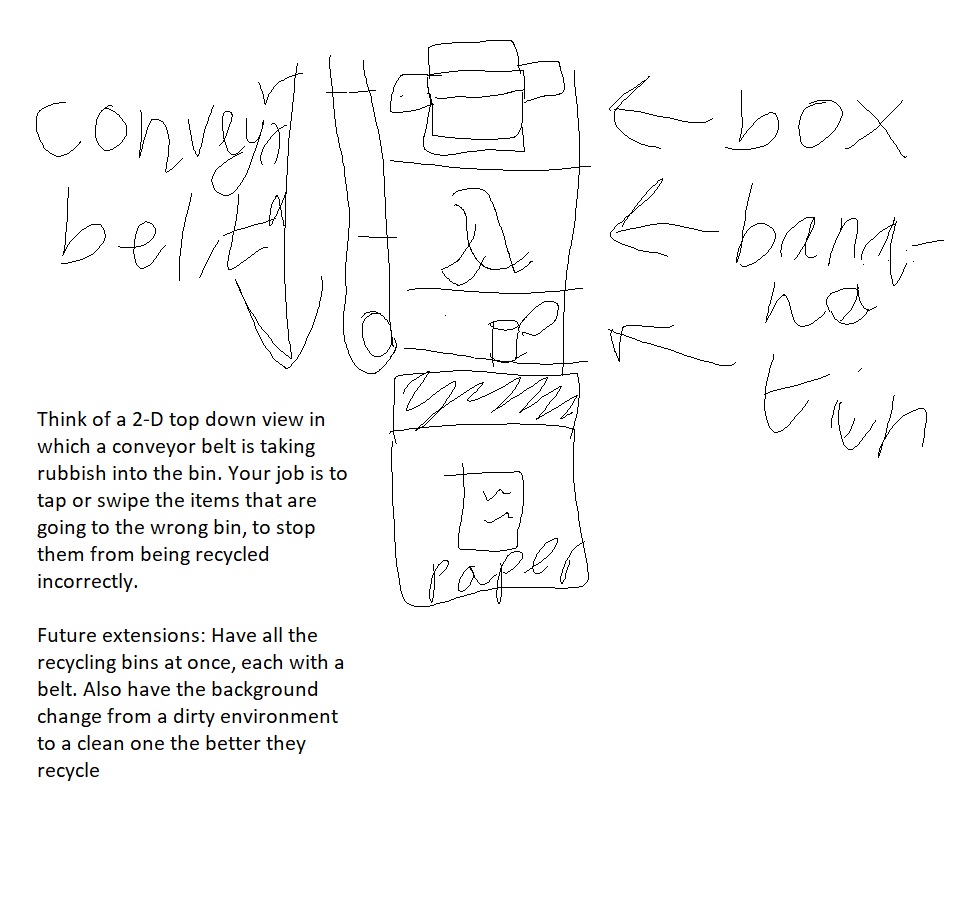 conveyr
belt
box
bana-
na
tin
paper
Think of a 2-D top down view in
which a conveyor belt is taking
rubbish into the bin. Your job is to
tap or swipe the items that are
going to the wrong bin, to stop
them from being recycled
incorrectly.
Future extensions: Have all the
recycling bins at once, each with a
belt. Also have the background
change from a dirty environment
to a clean one the better they
recycle